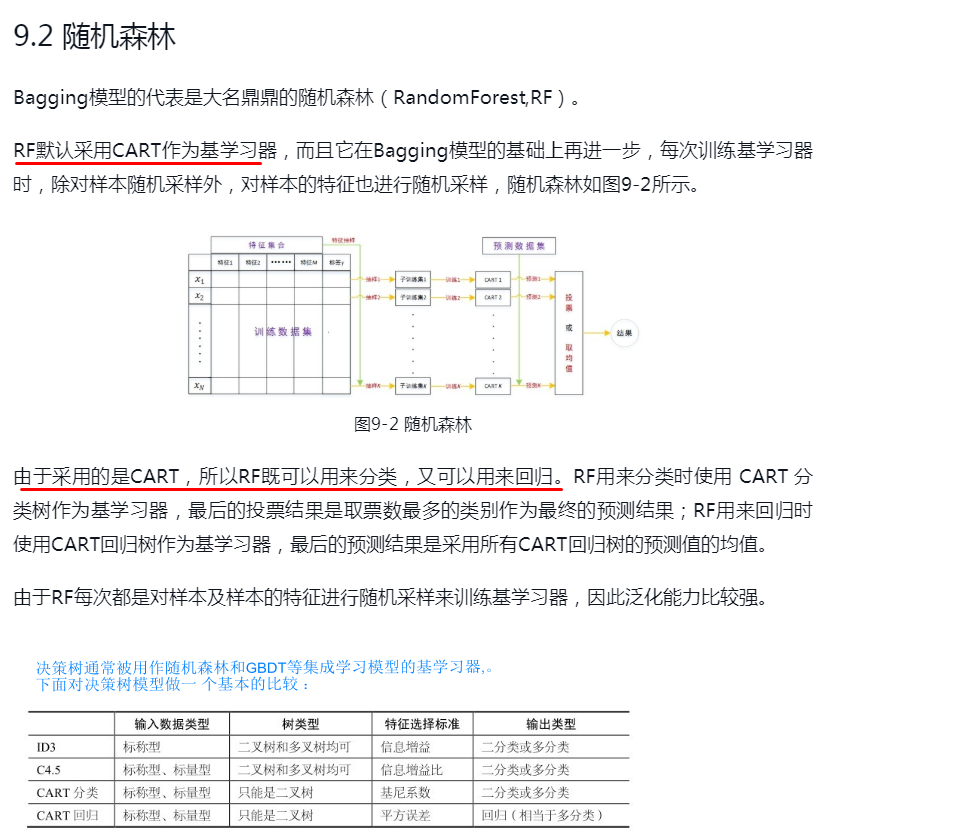 9.2 随机森林
Bagging模型的代表是大名鼎鼎的随机森林（RandomForest,RF）。
RF默认采用CART作为基学习器，而且它在Bagging模型的基础上再进一步，每次训练基学习器
时，除对样本随机采样外，对样本的特征也进行随机采样，随机森林如图9-2所示。
特征集合
特征抽样
预测数据集
特征1 特征2 •••••• 特征M 标签y
x1
x2
xN
训练数据集
抽样1 子训练集1 训练1 CART 1 预测1
抽样2 子训练集2 训练2 CART 2 预测2
抽样K 子训练集K 训练K CART K 预测K
投票或取均值
结果
图9-2 随机森林
由于采用的是CART，所以RF既可以用来分类，又可以用来回归。RF用来分类时使用 CART 分
类树作为基学习器，最后的投票结果是取票数最多的类别作为最终的预测结果；RF用来回归时
使用CART回归树作为基学习器，最后的预测结果是采用所有CART回归树的预测值的均值。
由于RF每次都是对样本及样本的特征进行随机采样来训练基学习器，因此泛化能力比较强。
决策树通常被用作随机森林和GBDT等集成学习模型的基学习器,。
下面对决策树模型做一 个基本的比较：
输入数据类型 树类型 特征选择标准 输出类型
ID3 标称型 二叉树和多叉树均可 信息增益 二分类或多分类
C4.5 标称型、标量型 二叉树和多叉树均可 信息增益比 二分类或多分类
CART 分类 标称型、标量型 只能是二叉树 基尼系数 二分类或多分类
CART 回归 标称型、标量型 只能是二叉树 平方误差 回归（相当于多分类）